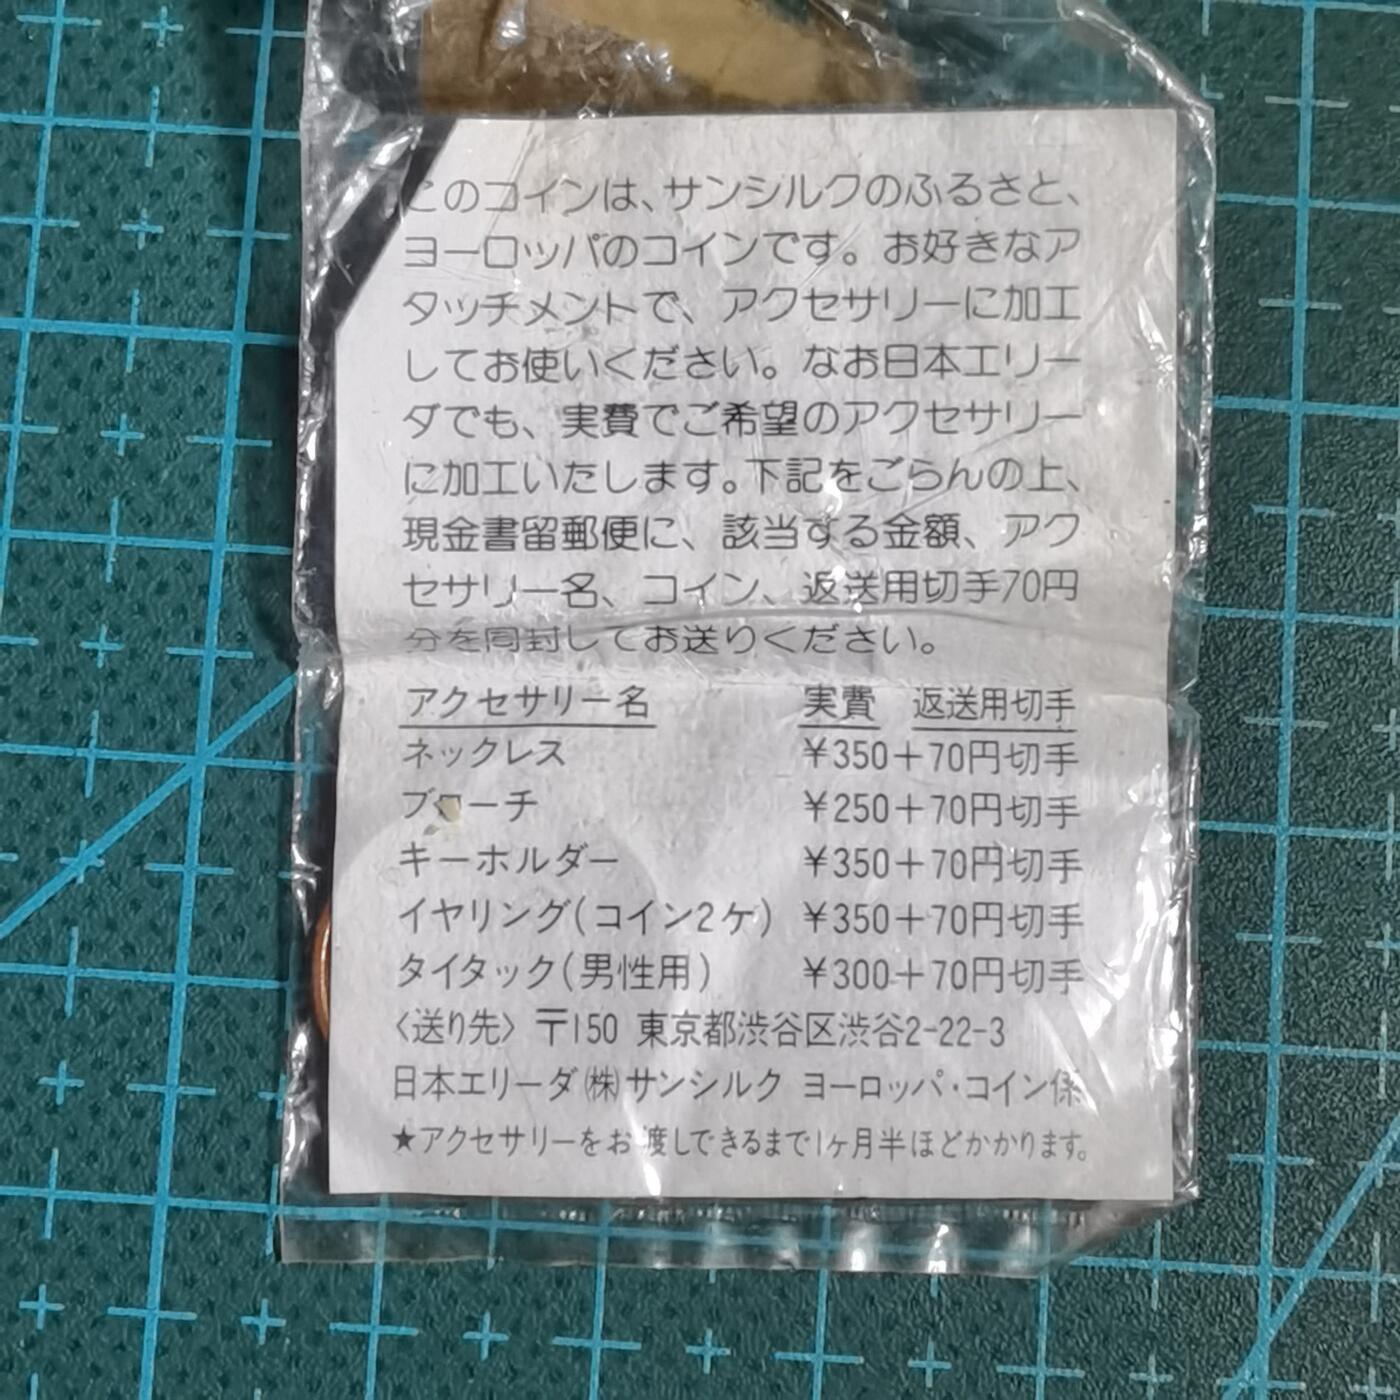 このコインは、サンシルクのふるさと、
ヨーロッパのコインです。お好きなア
タッチメントで、アクセサリーに加工
してお使いください。なお日本エリー
ダでも、実費でご希望のアクセサリー
に加工いたします。下記をごらんの上、
現金書留郵便に、該当する金額、アク
セサリー名、コイン、返送用切手70円
分を同封してお送りください。
アクセサリー名 実費 返送用切手
ネックレス ¥350+70円切手
ブローチ ¥250+70円切手
キーホルダー ¥350+70円切手
イヤリング(コイン2ケ) ¥350+70円切手
タイタック(男性用) ¥300+70円切手
〈送り先〉〒150 東京都渋谷区渋谷2-22-3
日本エリーダ㈱サンシルク ヨーロッパ・コイン係
★アクセサリーをお渡しできるまで1ヶ月半ほどかかります。